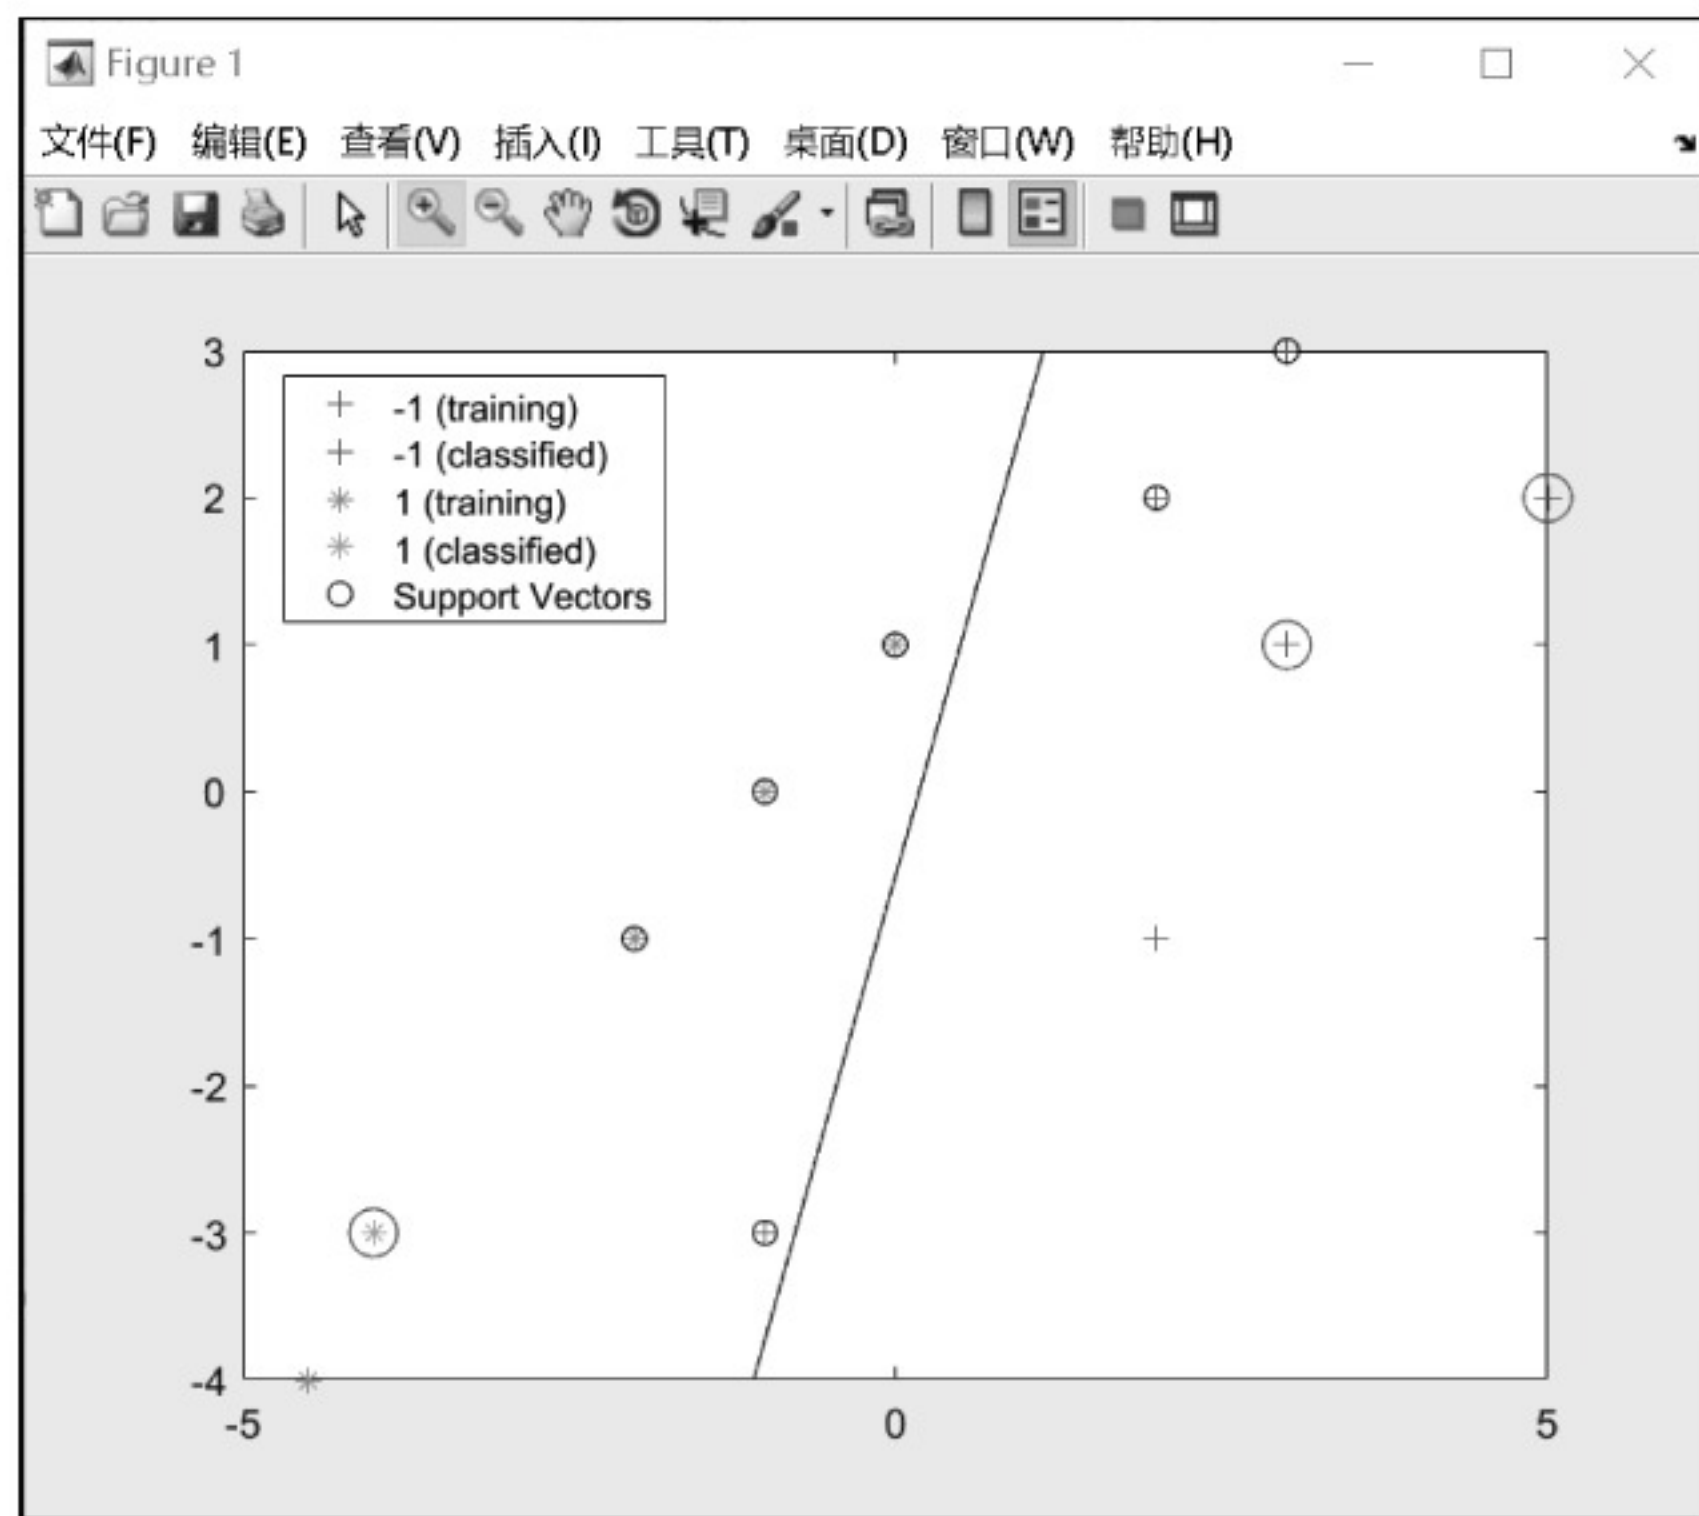 Figure 1
文件(F) 编辑(E) 查看(V) 插入(I) 工具(T) 桌面(D) 窗口(W) 帮助(H)
3
-1 (training)
-1 (classified)
1 (training)
1 (classified)
Support Vectors
2
1
0
-1
-2
-3
-4
-5 0 5